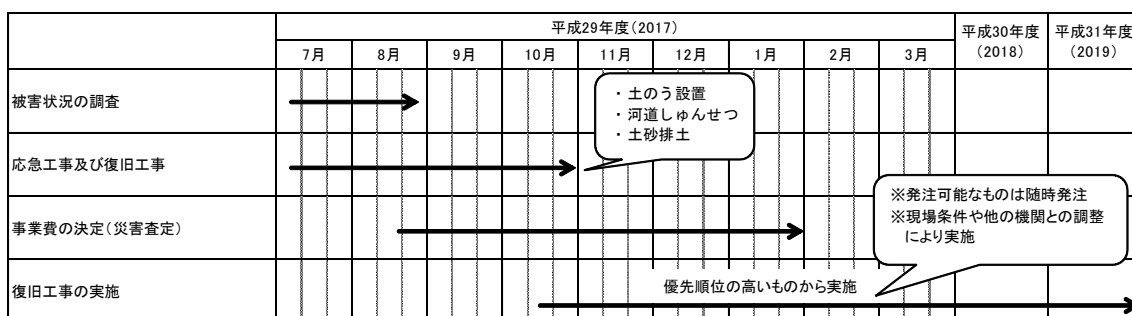 平成29年度(2017)
平成30年度
(2018)
平成31年度
(2019)
7月 8月 9月 10月 11月 12月 1月 2月 3月
被害状況の調査
・土のう設置
・河道しゅんせつ
・土砂排土
応急工事及び復旧工事
※発注可能なものは随時発注
※現場条件や他の機関との調整
により実施
事業費の決定(災害査定)
復旧工事の実施
優先順位の高いものから実施